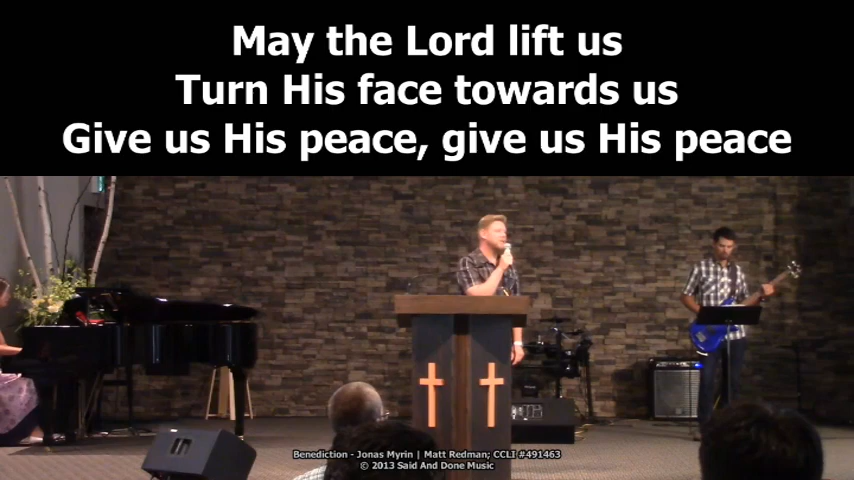 May the Lord lift us
Turn His face towards us
Give us His peace, give us His peace
Benediction - Jonas Myrin | Matt Redman; CCLI #491463
© 2013 Said And Done Music